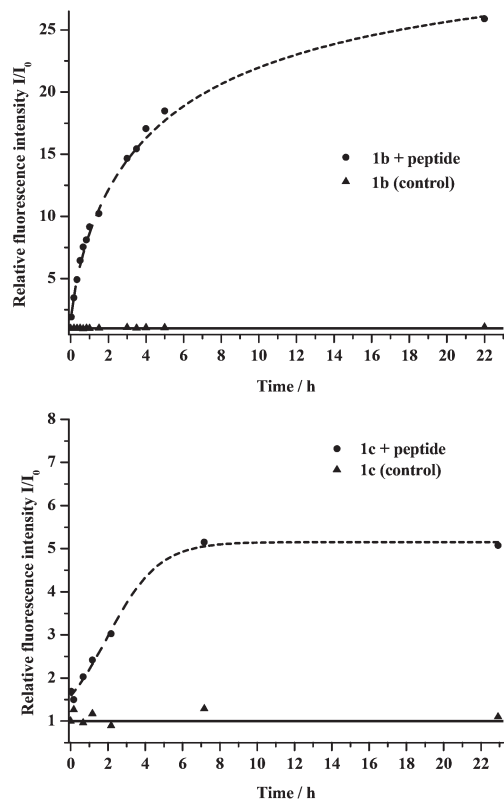 Relative fluorescence intensity I/I0
25
20
15
10
5
1b + peptide
1b (control)
0 2 4 6 8 10 12 14 16 18 20 22
Time / h
Relative fluorescence intensity I/I0
8
7
6
5
4
3
2
1
1c + peptide
1c (control)
0 2 4 6 8 10 12 14 16 18 20 22
Time / h